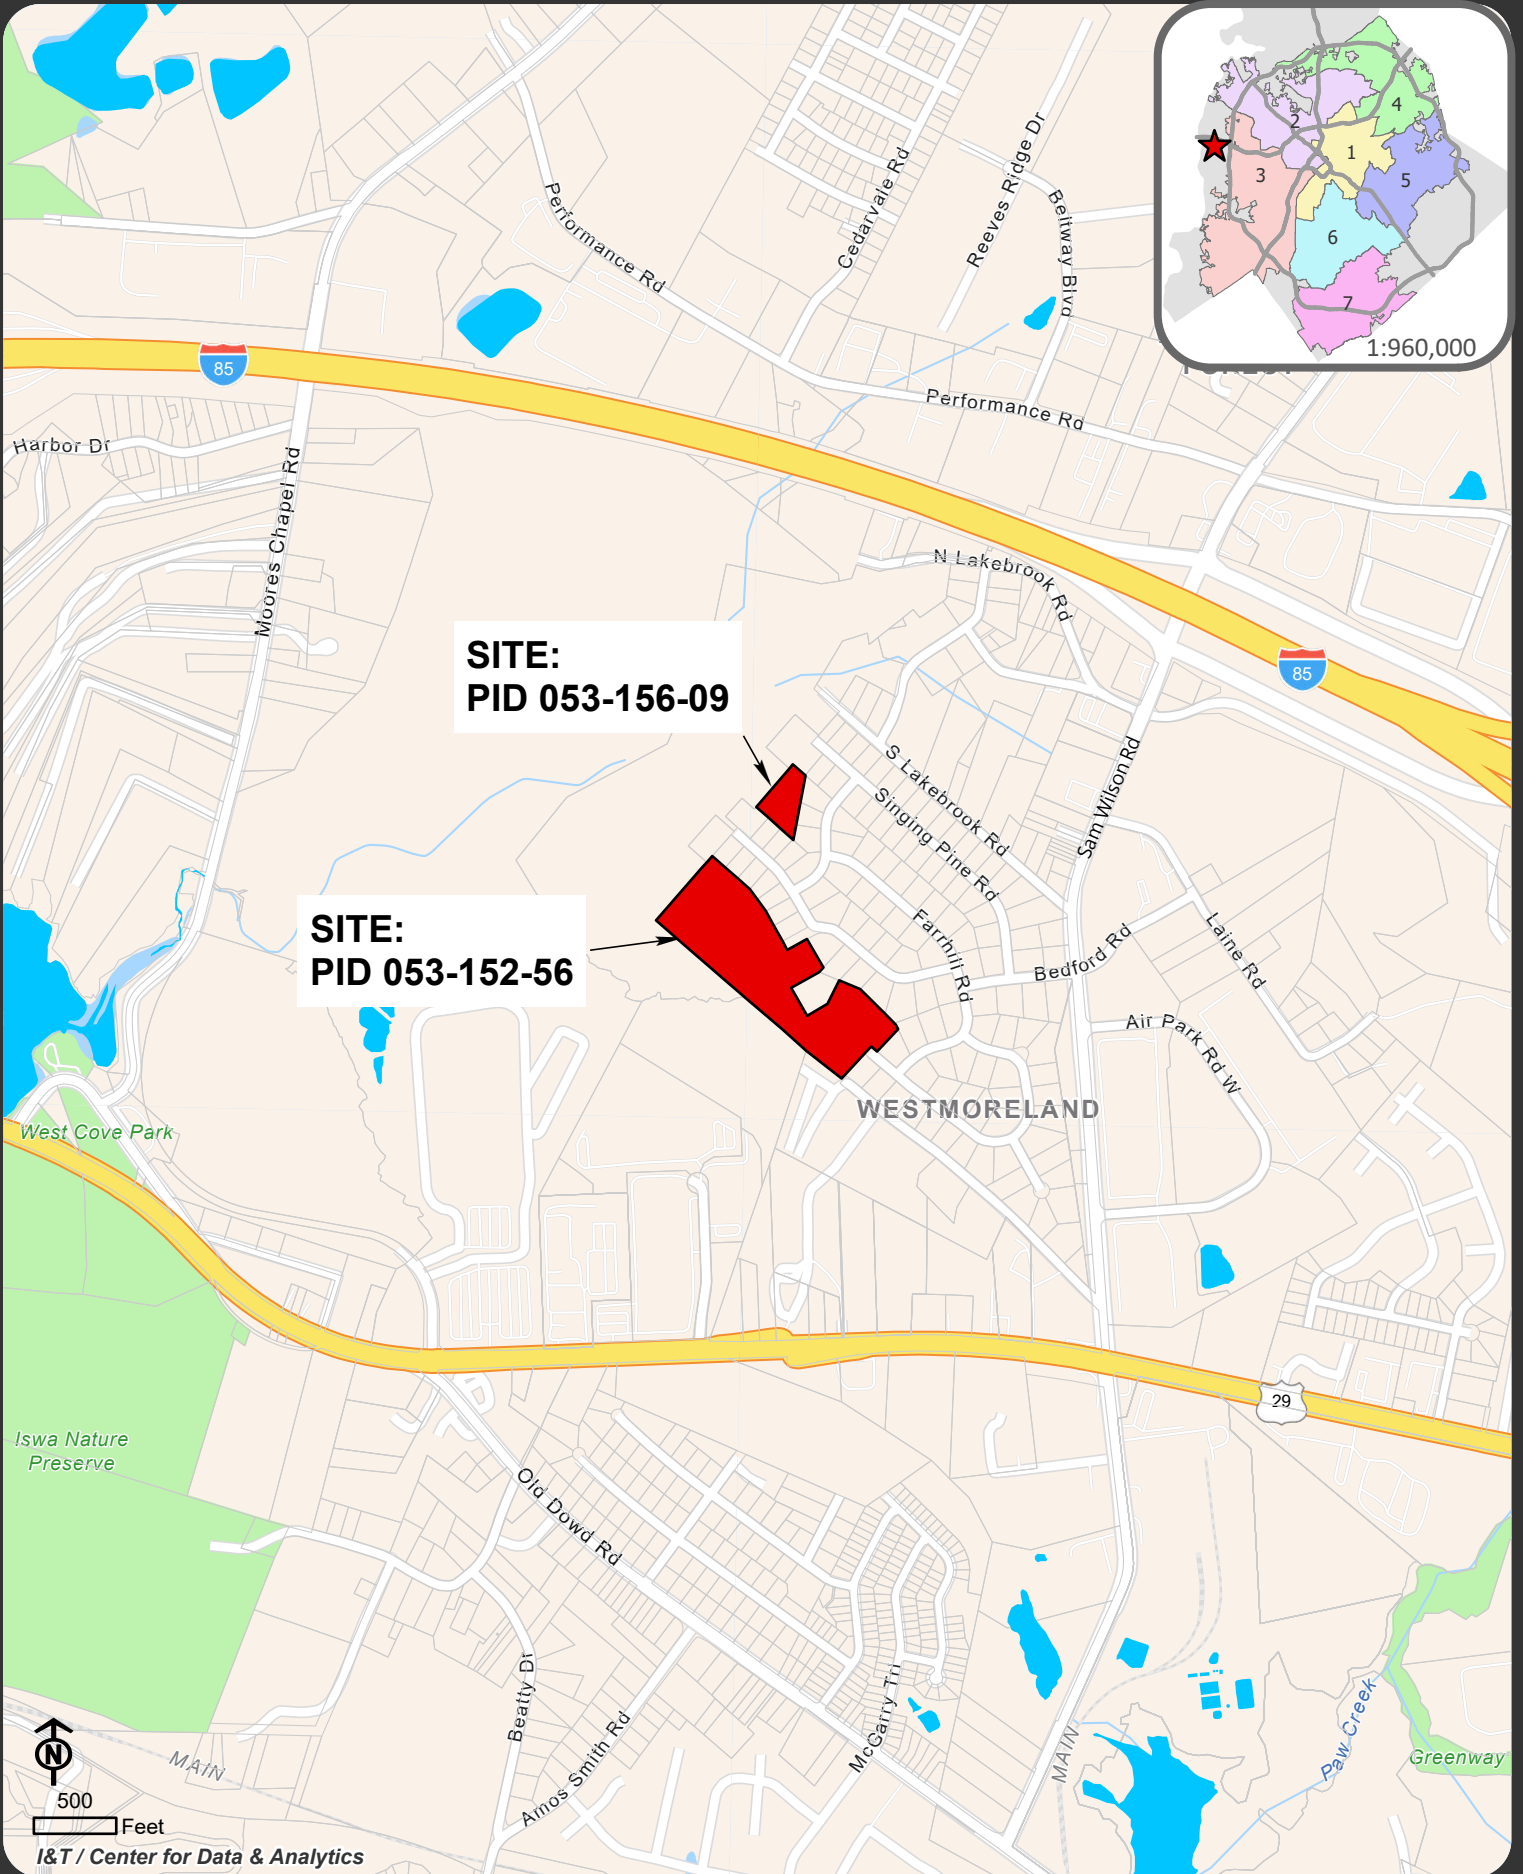 4
2
1
3
5
6
7
1:960,000
Performance Rd
Cedarvale Rd
Reeves Ridge Dr
Beltway Blvd
85
Performance Rd
Harbor Dr
Moores Chapel Rd
N Lakebrook Rd
SITE:
PID 053-156-09
85
S Lakebrook Rd
Singing Pine Rd
Sam Wilson Rd
SITE:
PID 053-152-56
Farrhill Rd
Bedford Rd
Laine Rd
Air Park Rd W
WESTMORELAND
West Cove Park
29
Iswa Nature
Preserve
Old Dowd Rd
Beatty Dr
Amos Smith Rd
McGarry Trl
MAIN
MAIN
Paw Creek
Greenway
N
500
Feet
I&T / Center for Data & Analytics